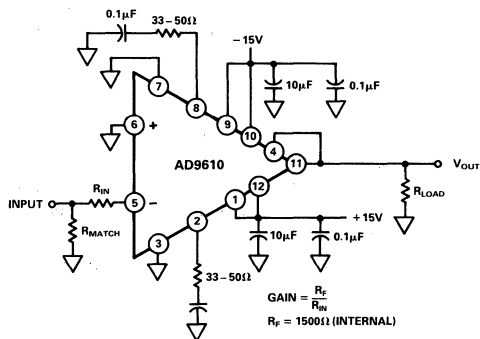 0.1μF
33–50Ω
–15V
10μF
0.1μF
7
8
9
10
4
11
6
+
AD9610
V_OUT
R_IN
INPUT
5
–
R_MATCH
3
2
1
12
+15V
R_LOAD
10μF
0.1μF
33–50Ω
GAIN = R_F / R_IN
R_F = 1500Ω (INTERNAL)